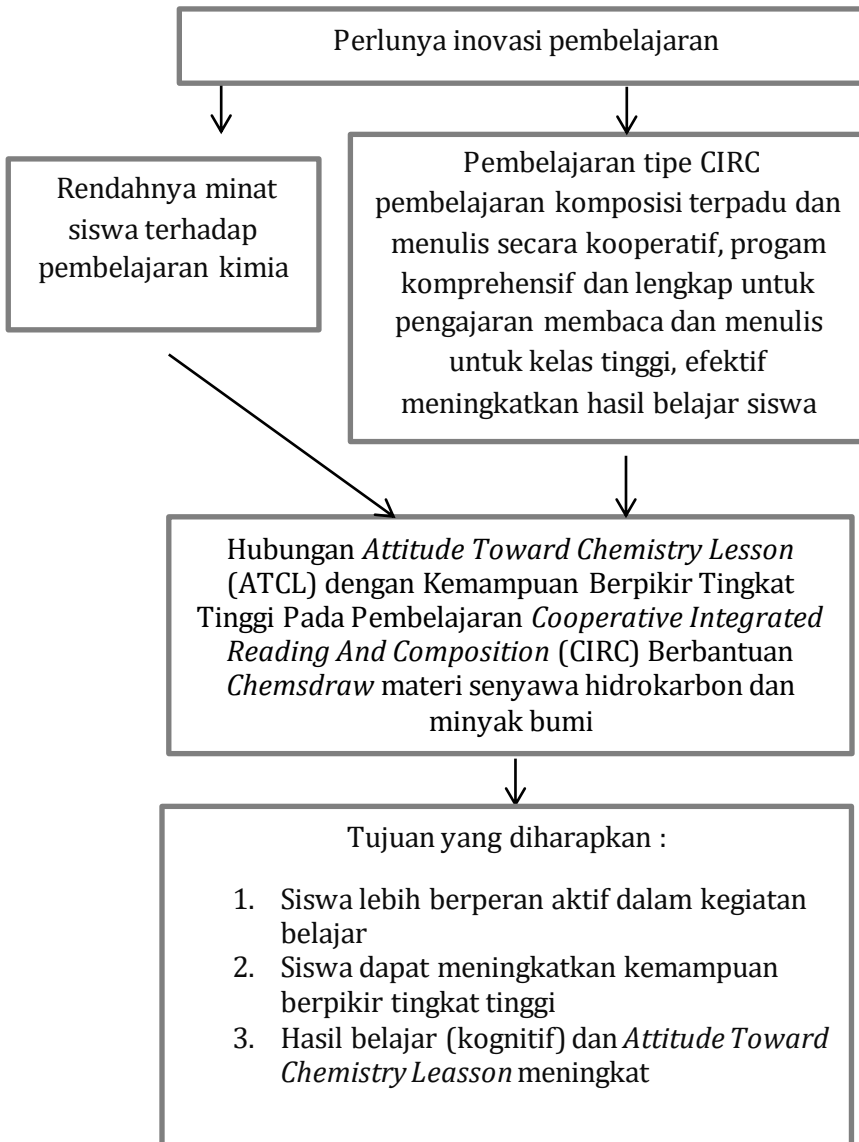 Perlunya inovasi pembelajaran
Rendahnya minat
siswa terhadap
pembelajaran kimia
Pembelajaran tipe CIRC
pembelajaran komposisi terpadu dan
menulis secara kooperatif, progam
komprehensif dan lengkap untuk
pengajaran membaca dan menulis
untuk kelas tinggi, efektif
meningkatkan hasil belajar siswa
Hubungan Attitude Toward Chemistry Lesson
(ATCL) dengan Kemampuan Berpikir Tingkat
Tinggi Pada Pembelajaran Cooperative Integrated
Reading And Composition (CIRC) Berbantuan
Chemsdraw materi senyawa hidrokarbon dan
minyak bumi
Tujuan yang diharapkan :
1. Siswa lebih berperan aktif dalam kegiatan
belajar
2. Siswa dapat meningkatkan kemampuan
berpikir tingkat tinggi
3. Hasil belajar (kognitif) dan Attitude Toward
Chemistry Leasson meningkat